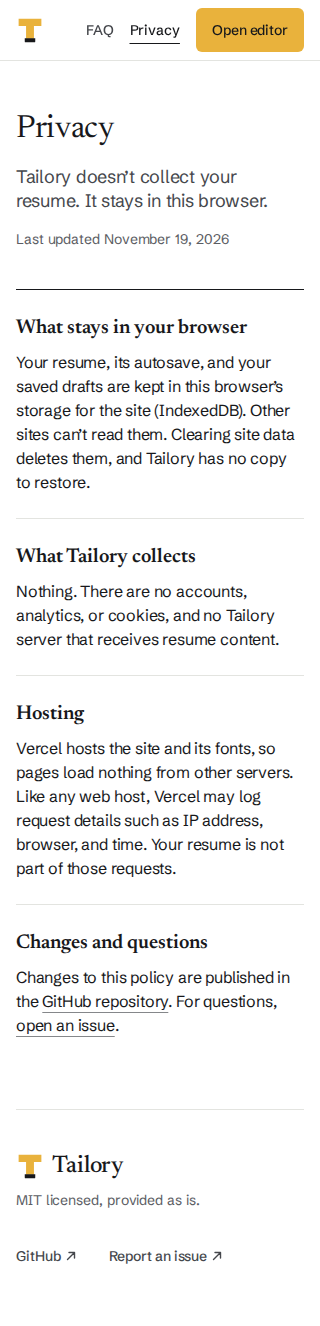 FAQ Privacy Open editor
Privacy
Tailory doesn’t collect your
resume. It stays in this browser.
Last updated November 19, 2026
What stays in your browser
Your resume, its autosave, and your
saved drafts are kept in this browser’s
storage for the site (IndexedDB). Other
sites can’t read them. Clearing site data
deletes them, and Tailory has no copy
to restore.
What Tailory collects
Nothing. There are no accounts,
analytics, or cookies, and no Tailory
server that receives resume content.
Hosting
Vercel hosts the site and its fonts, so
pages load nothing from other servers.
Like any web host, Vercel may log
request details such as IP address,
browser, and time. Your resume is not
part of those requests.
Changes and questions
Changes to this policy are published in
the GitHub repository. For questions,
open an issue.
Tailory
MIT licensed, provided as is.
GitHub ↗ Report an issue ↗